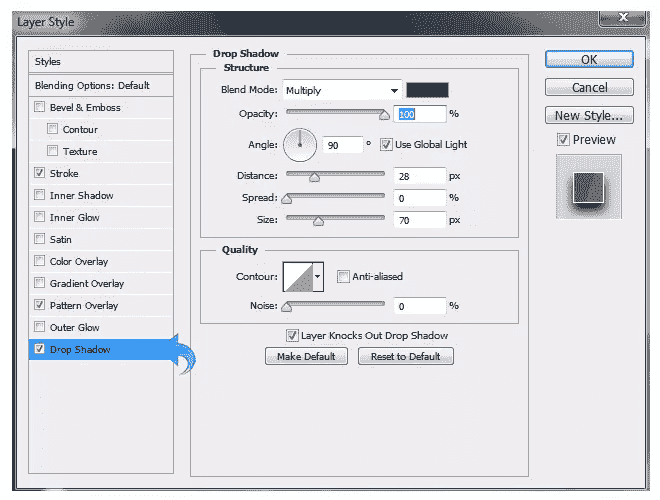 Layer Style
X
Styles
Blending Options: Default
Bevel & Emboss
Contour
Texture
Stroke
Inner Shadow
Inner Glow
Satin
Color Overlay
Gradient Overlay
Pattern Overlay
Outer Glow
Drop Shadow
Drop Shadow
Structure
Blend Mode: Multiply
Opacity: 100 %
Angle: 90 ° Use Global Light
Distance: 28 px
Spread: 0 %
Size: 70 px
Quality
Contour: Anti-aliased
Noise: 0 %
Layer Knocks Out Drop Shadow
Make Default Reset to Default
OK
Cancel
New Style...
Preview